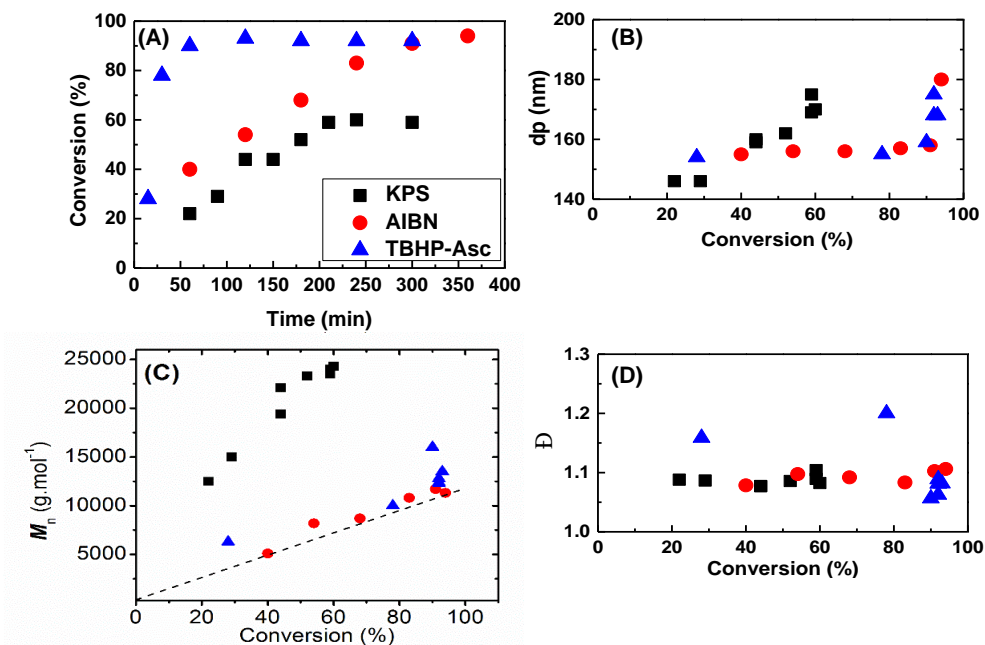 (A)
Conversion (%)
100
80
60
40
20
0
KPS
AIBN
TBHP-Asc
0 50 100 150 200 250 300 350 400
Time (min)
(B)
dp (nm)
200
180
160
140
0 20 40 60 80 100
Conversion (%)
(C)
Mn (g.mol-1)
25000
20000
15000
10000
5000
0 20 40 60 80 100
Conversion (%)
(D)
Đ
1.3
1.2
1.1
1.0
0 20 40 60 80 100
Conversion (%)